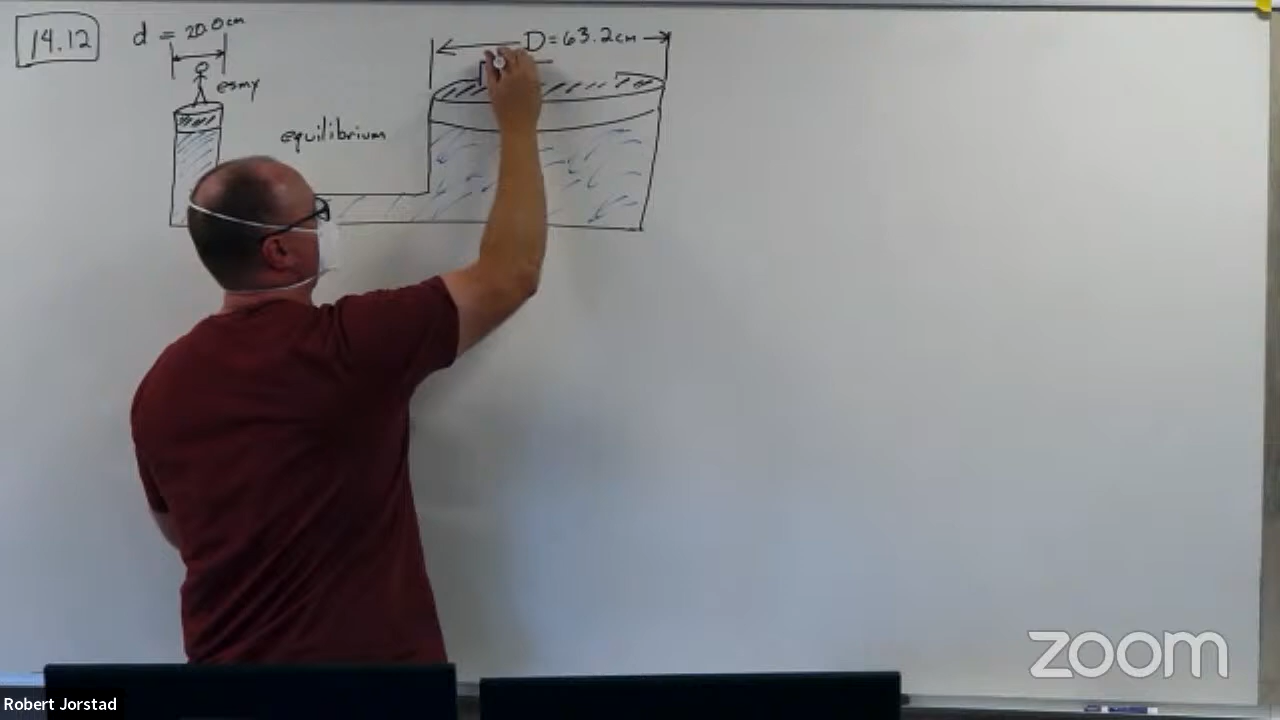 14.12
d = 20.0cm
D = 63.2cm
esmy
equilibrium
zoom
Robert Jorstad